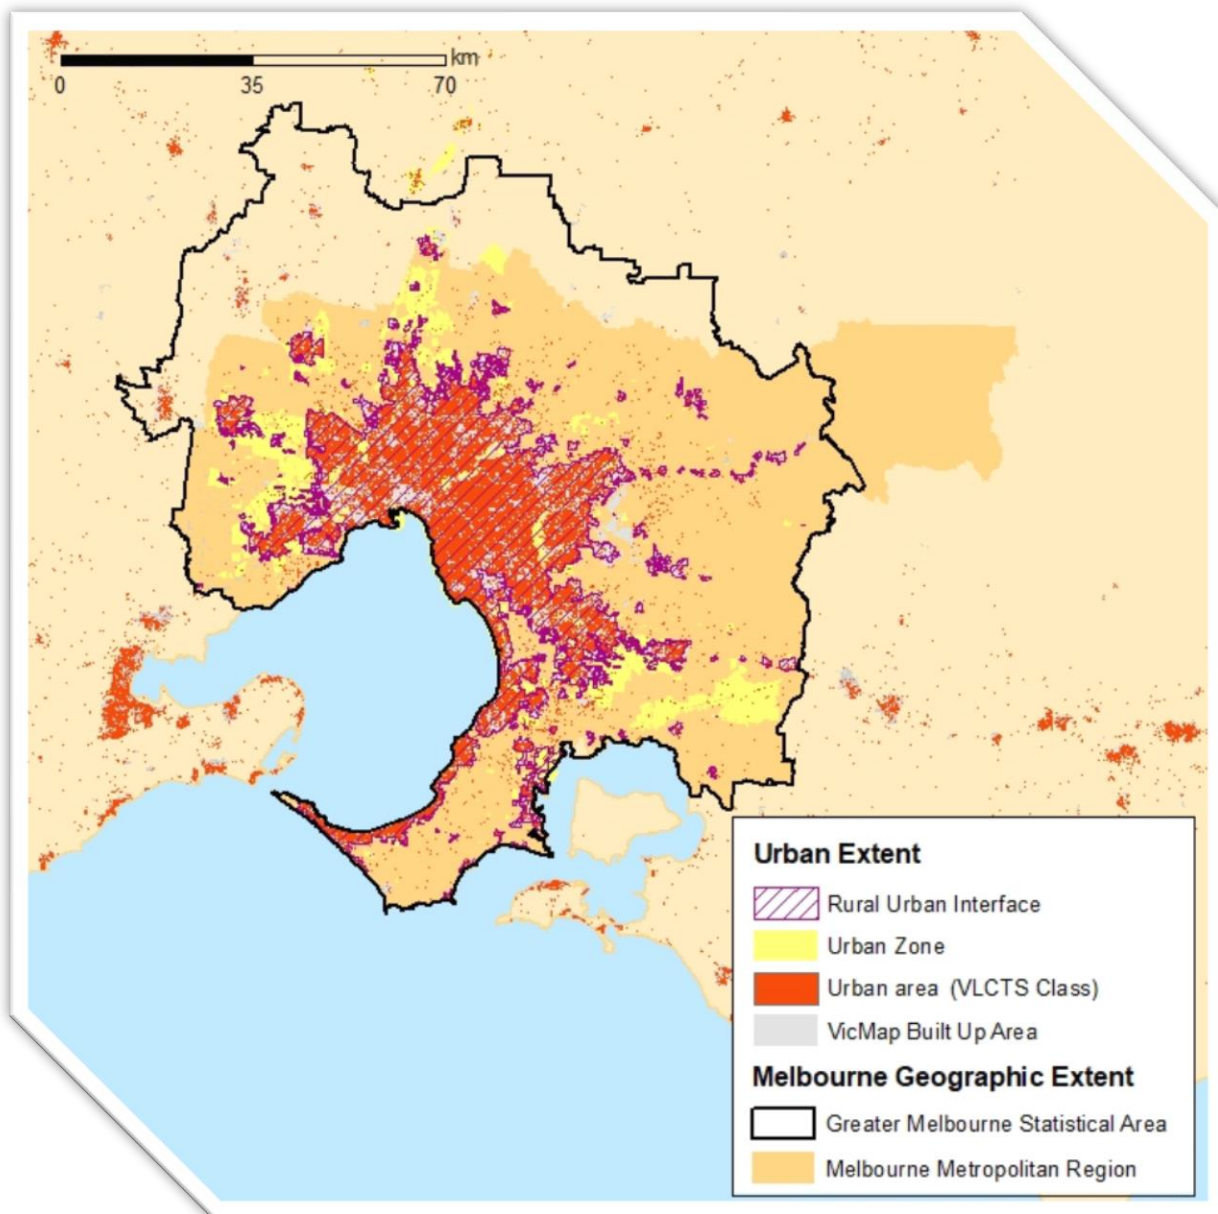 km
0 35 70
Urban Extent
Rural Urban Interface
Urban Zone
Urban area (VLCTS Class)
VicMap Built Up Area
Melbourne Geographic Extent
Greater Melbourne Statistical Area
Melbourne Metropolitan Region